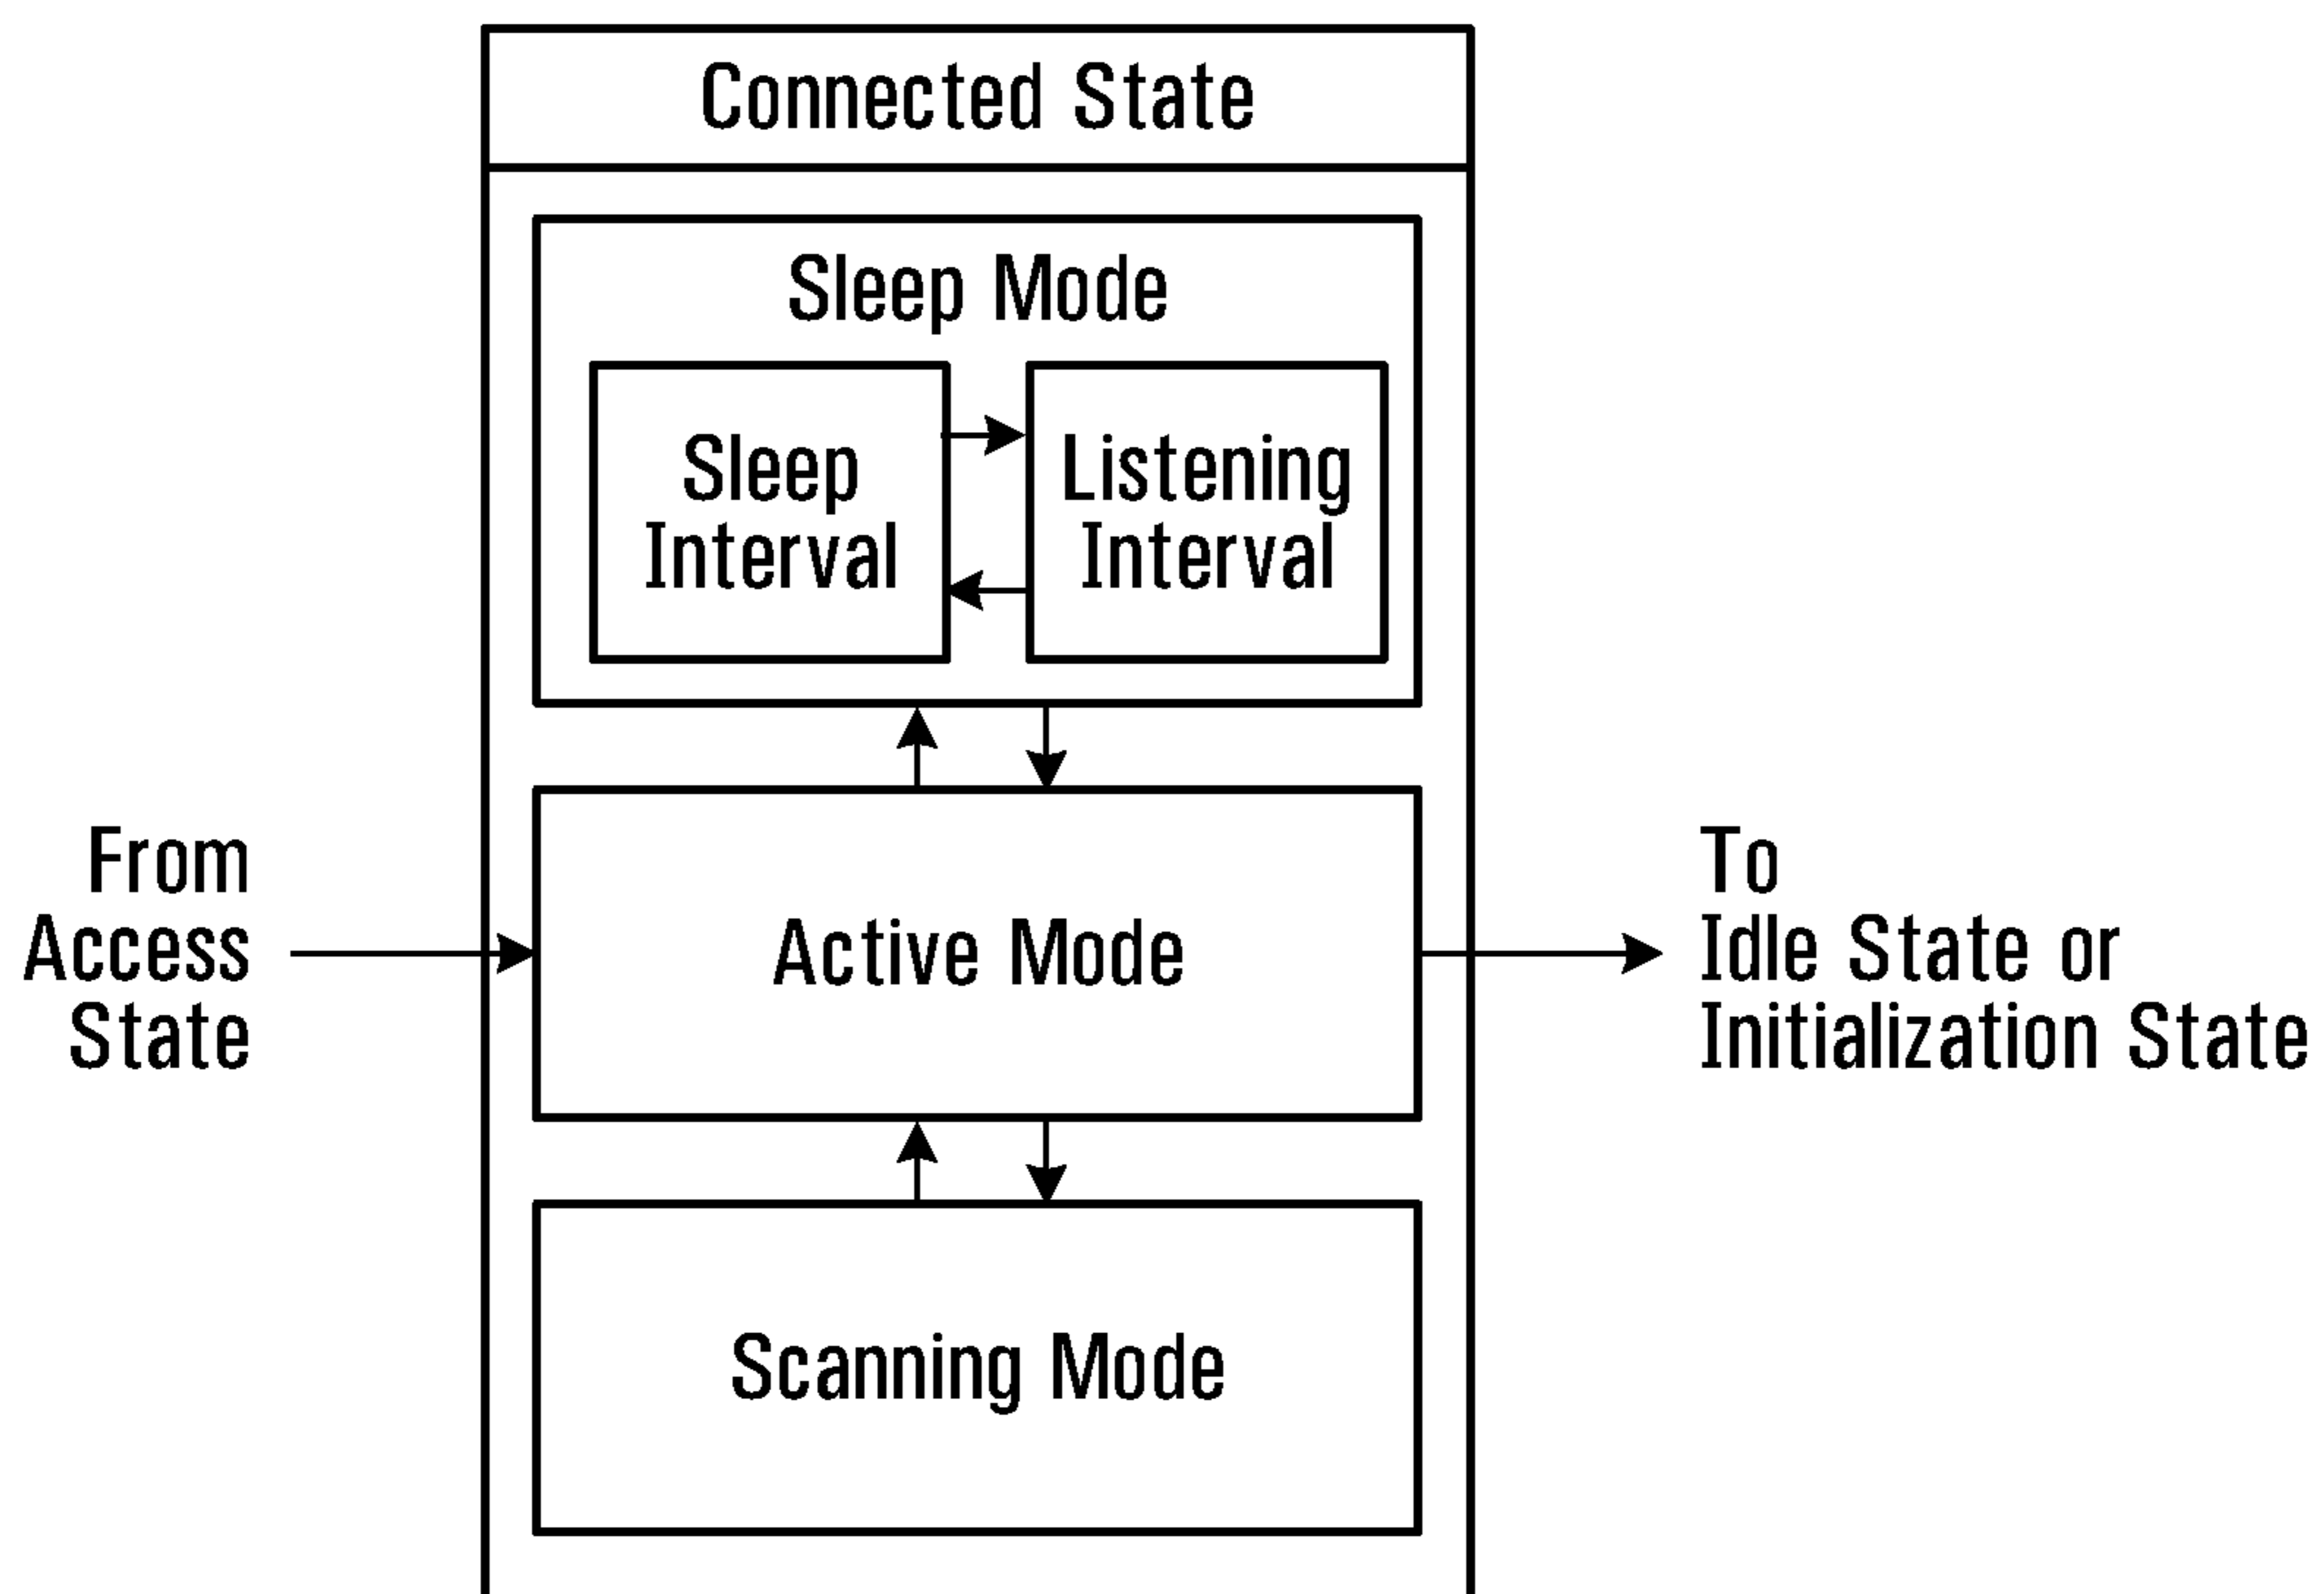 Connected State
Sleep Mode
Sleep
Interval
Listening
Interval
From
Access
State
Active Mode
To
Idle State or
Initialization State
Scanning Mode